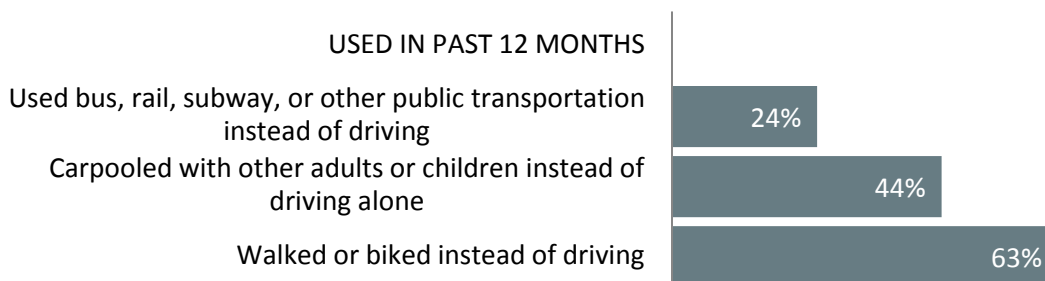 USED IN PAST 12 MONTHS
Used bus, rail, subway, or other public transportation
instead of driving
24%
Carpooled with other adults or children instead of
driving alone
44%
Walked or biked instead of driving
63%